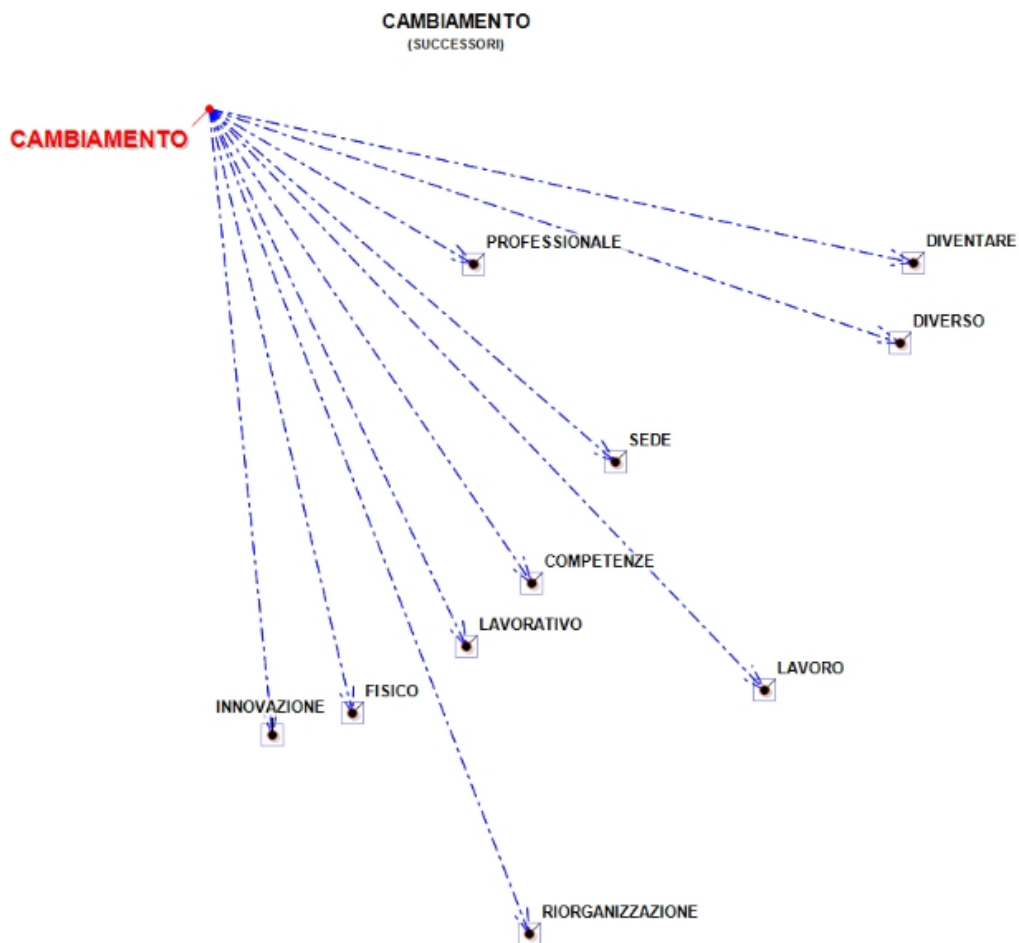 CAMBIAMENTO
(SUCCESSORI)
CAMBIAMENTO
PROFESSIONALE
DIVENTARE
DIVERSO
SEDE
COMPETENZE
LAVORATIVO
LAVORO
FISICO
INNOVAZIONE
RIORGANIZZAZIONE